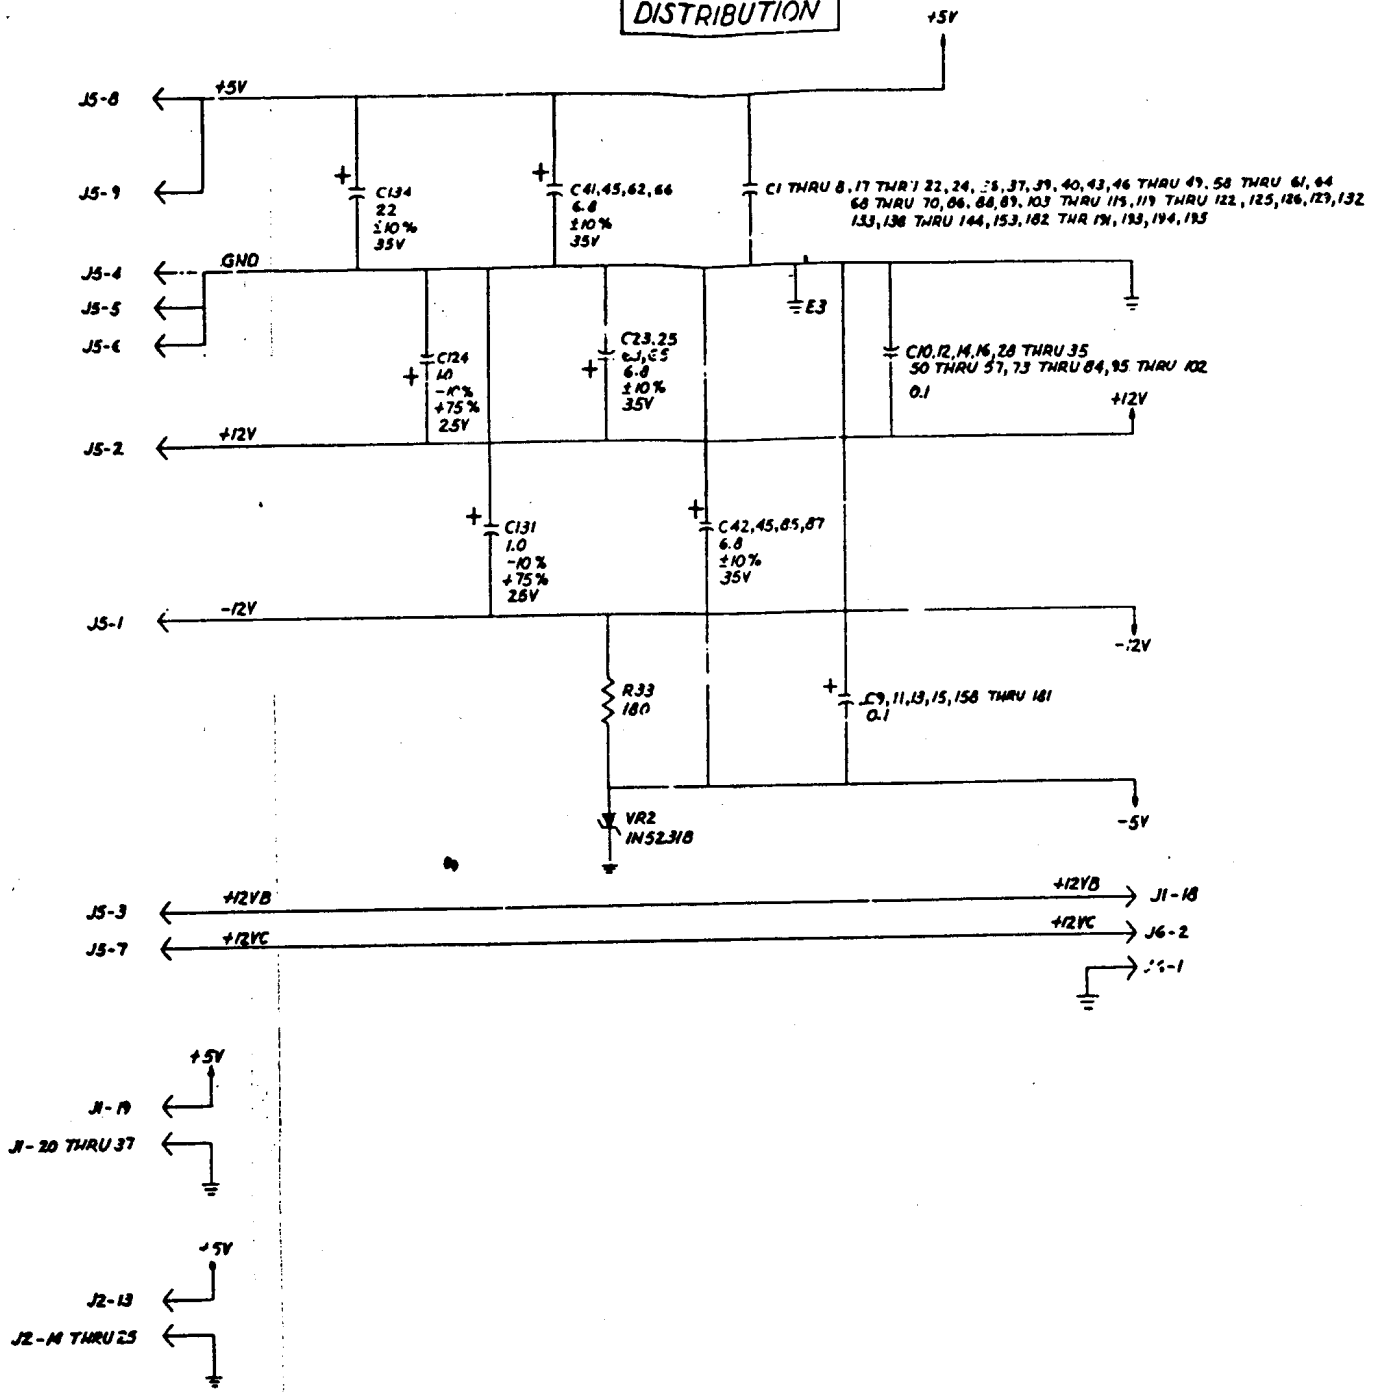 DISTRIBUTION
+5V
J5-8
+5V
J5-9
C134
22
±10%
35V
C41,45,62,66
6.8
±10%
35V
C1 THRU 8,17 THRU 22,24, 37,39,40,43,46 THRU 49,58 THRU 61,64
68 THRU 70,86,88,89,103 THRU 115,119 THRU 122,125,126,129,132
133,138 THRU 144,153,182 THR 191,193,194,195
J5-4
GND
J5-5
J5-6
E3
C124
1.0
-10%
+75%
25V
C23,25
6.8
±10%
35V
C10,12,14,16,28 THRU 35
50 THRU 57,73 THRU 84,95 THRU 102
0.1
+12V
J5-2
+12V
C131
1.0
-10%
+75%
25V
C42,45,85,87
6.8
±10%
35V
J5-1
-12V
-12V
R33
180
C9,11,13,15,158 THRU 181
0.1
-5V
VR2
1N5231B
J5-3
+12VB
+12VB
J1-18
J5-7
+12VC
+12VC
J6-2
+5V
J1-19
J1-20 THRU 37
+5V
J2-13
J2-14 THRU 25